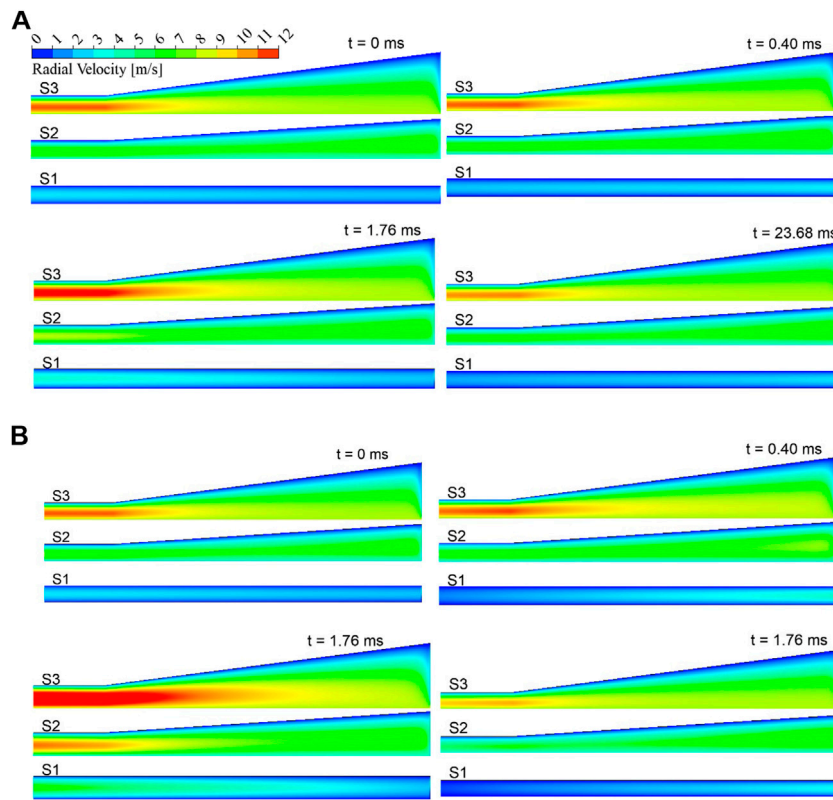 A
0 1 2 3 4 5 6 7 8 9 10 11 12
Radial Velocity [m/s]
t = 0 ms
S3
S2
S1
t = 0.40 ms
S3
S2
S1
t = 1.76 ms
S3
S2
S1
t = 23.68 ms
S3
S2
S1
B
t = 0 ms
S3
S2
S1
t = 0.40 ms
S3
S2
S1
t = 1.76 ms
S3
S2
S1
t = 1.76 ms
S3
S2
S1